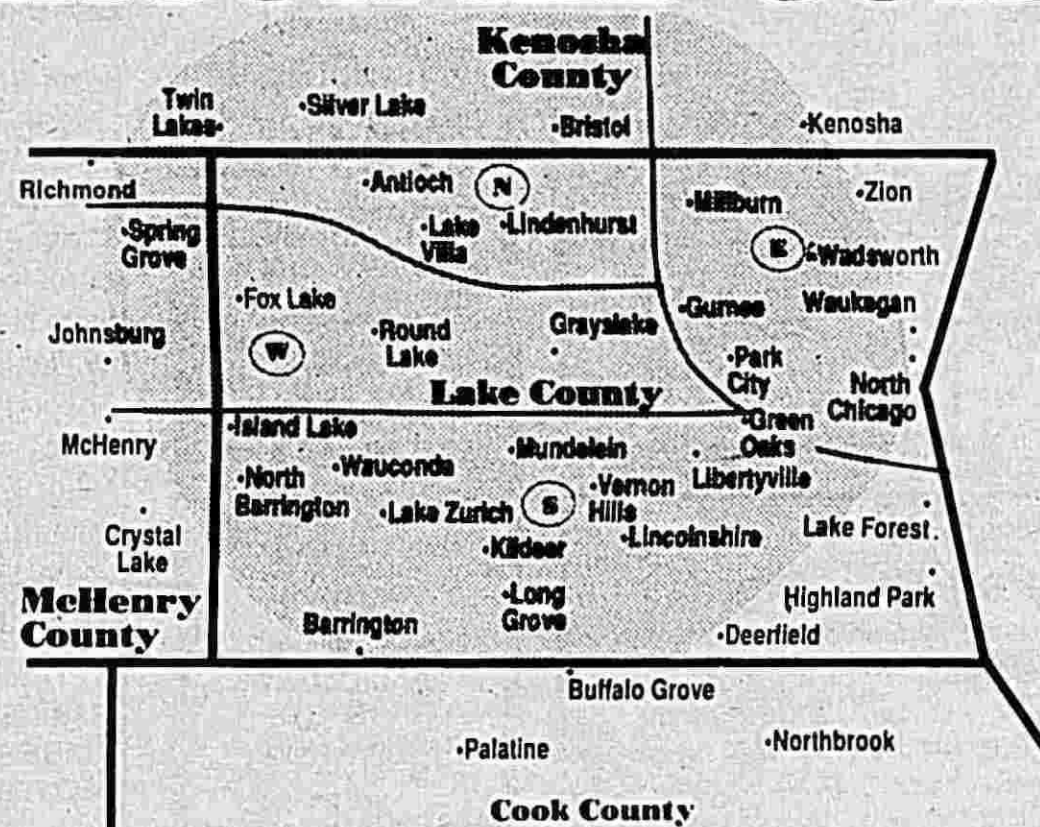 Kenosha
County
Twin
Lakes
Silver Lake
Bristol
Kenosha
Richmond
Antioch
N
Millburn
Zion
Spring
Grove
Lake
Villa
Lindenhurst
E
Wadsworth
Fox Lake
Gurnee
Waukegan
Johnsburg
W
Round
Lake
Grayslake
Park
City
North
Chicago
Lake County
McHenry
Island Lake
Green
Oaks
Mundelein
Wauconda
North
Barrington
Vernon
Hills
Libertyville
Lake Zurich
S
Lincolnshire
Lake Forest
Crystal
Lake
Kildeer
McHenry
County
Long
Grove
Highland Park
Barrington
Deerfield
Buffalo Grove
Palatine
Northbrook
Cook County